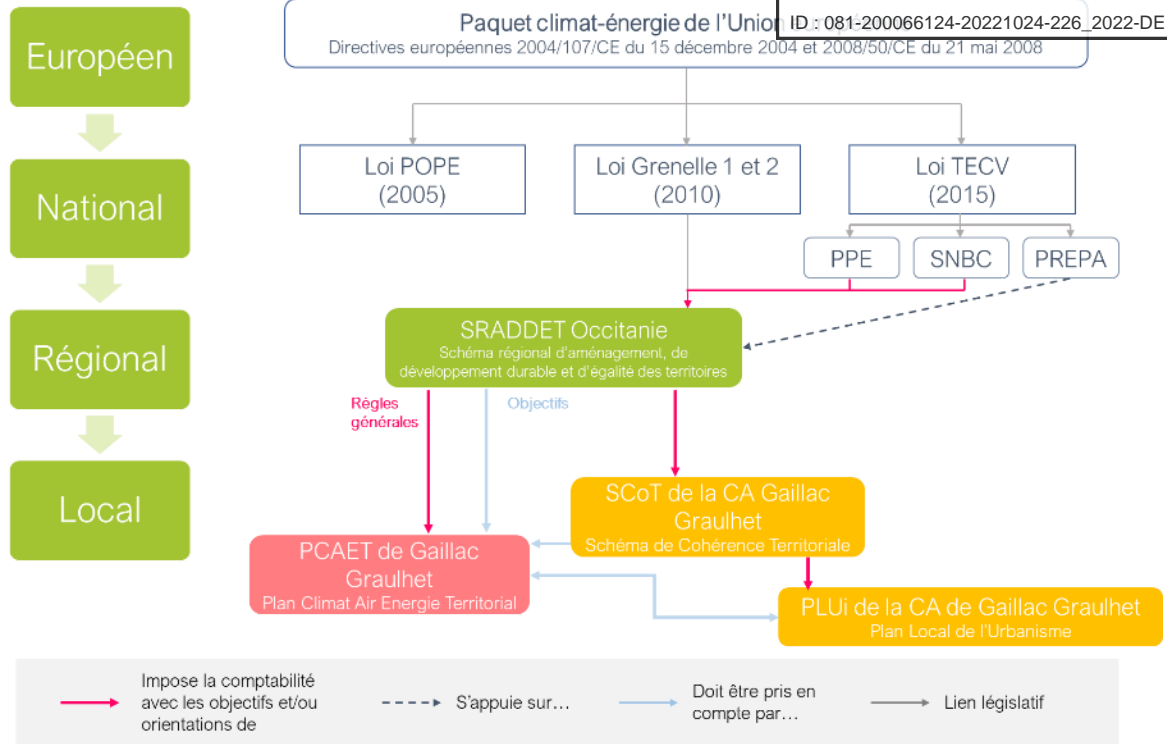 Européen
National
Régional
Local
ID : 081-200066124-20221024-226_2022-DE
Paquet climat-énergie de l'Union
Directives européennes 2004/107/CE du 15 décembre 2004 et 2008/50/CE du 21 mai 2008
Loi POPE
(2005)
Loi Grenelle 1 et 2
(2010)
Loi TECV
(2015)
PPE
SNBC
PREPA
SRADDET Occitanie
Schéma régional d'aménagement, de
développement durable et d'égalité des territoires
Règles
générales
Objectifs
SCoT de la CA Gaillac
Graulhet
Schéma de Cohérence Territoriale
PCAET de Gaillac
Graulhet
Plan Climat Air Energie Territorial
PLUi de la CA de Gaillac Graulhet
Plan Local de l'Urbanisme
Impose la comptabilité
avec les objectifs et/ou
orientations de
S'appuie sur...
Doit être pris en
compte par...
Lien législatif